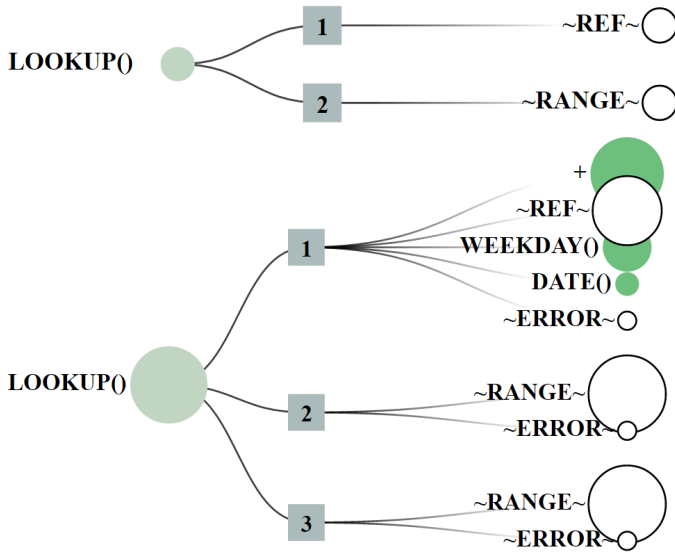 1
~REF~
LOOKUP()
2
~RANGE~
+
~REF~
1
WEEKDAY()
DATE()
~ERROR~
LOOKUP()
~RANGE~
2
~ERROR~
~RANGE~
3
~ERROR~